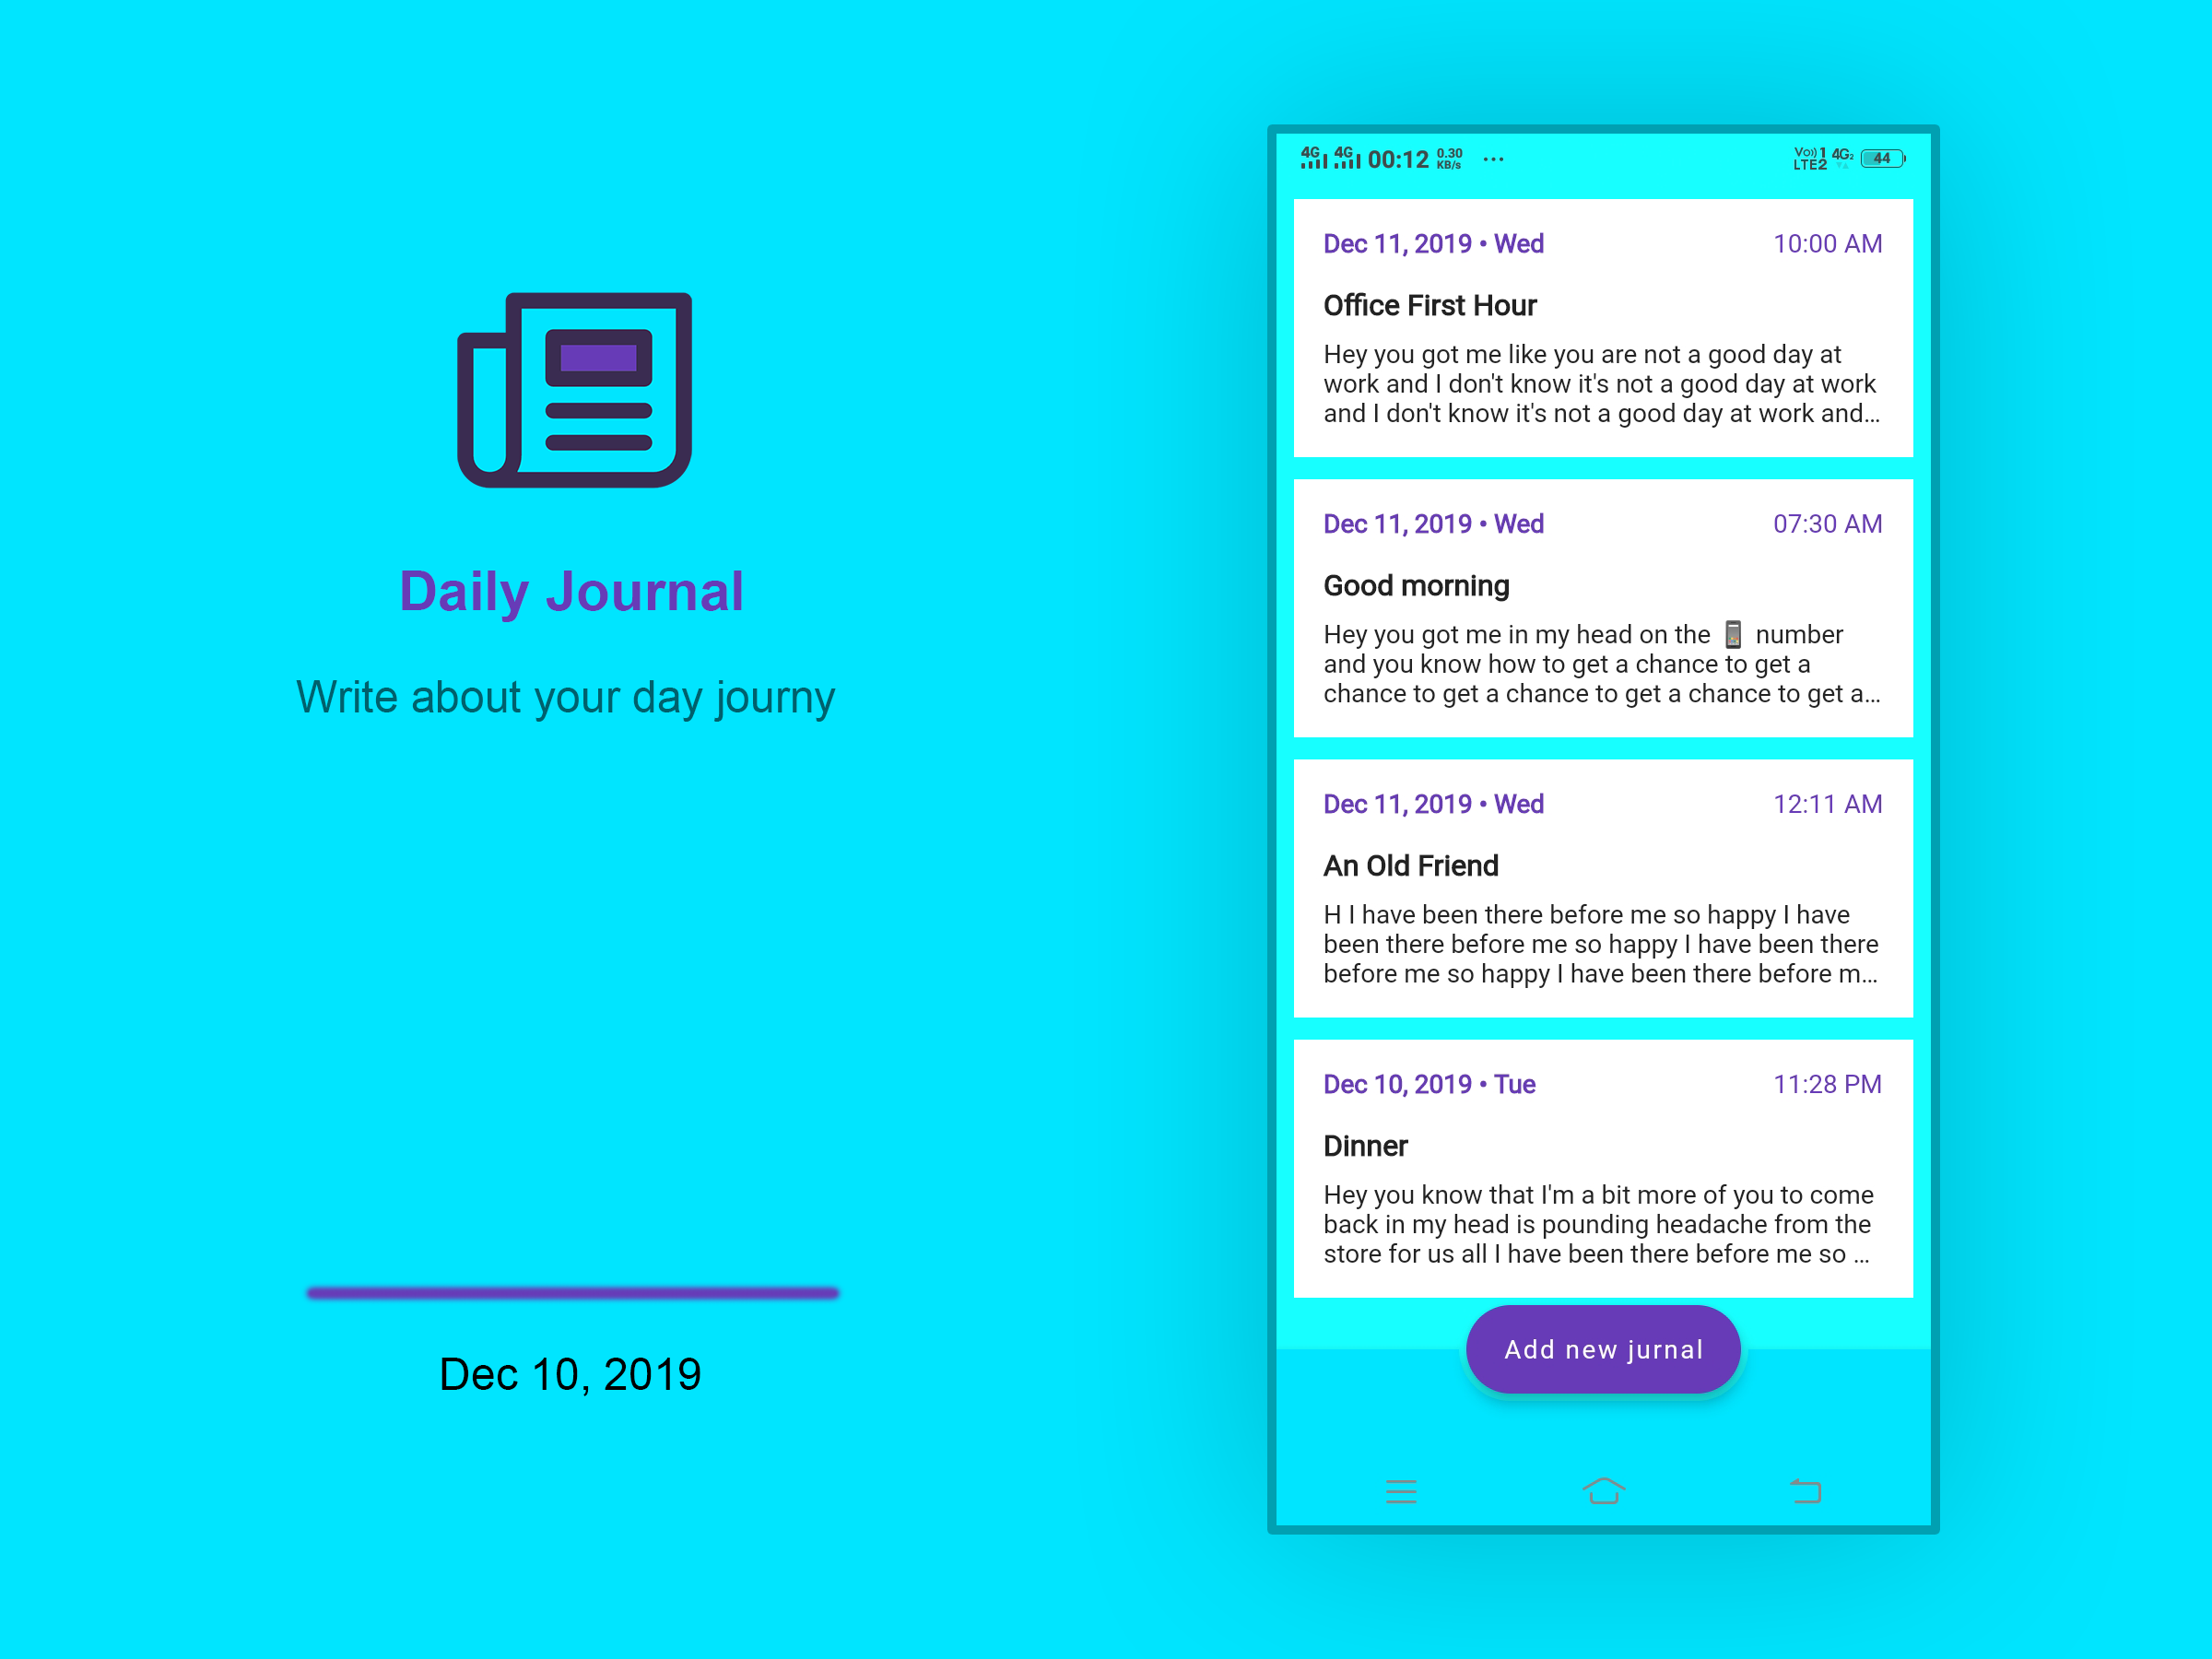 Daily Journal
Write about your day journy
Dec 10, 2019
4G 4G 00:12 0.30 KB/s ... Vo)) 1 LTE2 4G2 44
Dec 11, 2019 • Wed 10:00 AM
Office First Hour
Hey you got me like you are not a good day at
work and I don't know it's not a good day at work
and I don't know it's not a good day at work and...
Dec 11, 2019 • Wed 07:30 AM
Good morning
Hey you got me in my head on the 📱 number
and you know how to get a chance to get a
chance to get a chance to get a chance to get a...
Dec 11, 2019 • Wed 12:11 AM
An Old Friend
H I have been there before me so happy I have
been there before me so happy I have been there
before me so happy I have been there before m...
Dec 10, 2019 • Tue 11:28 PM
Dinner
Hey you know that I'm a bit more of you to come
back in my head is pounding headache from the
store for us all I have been there before me so ...
Add new jurnal